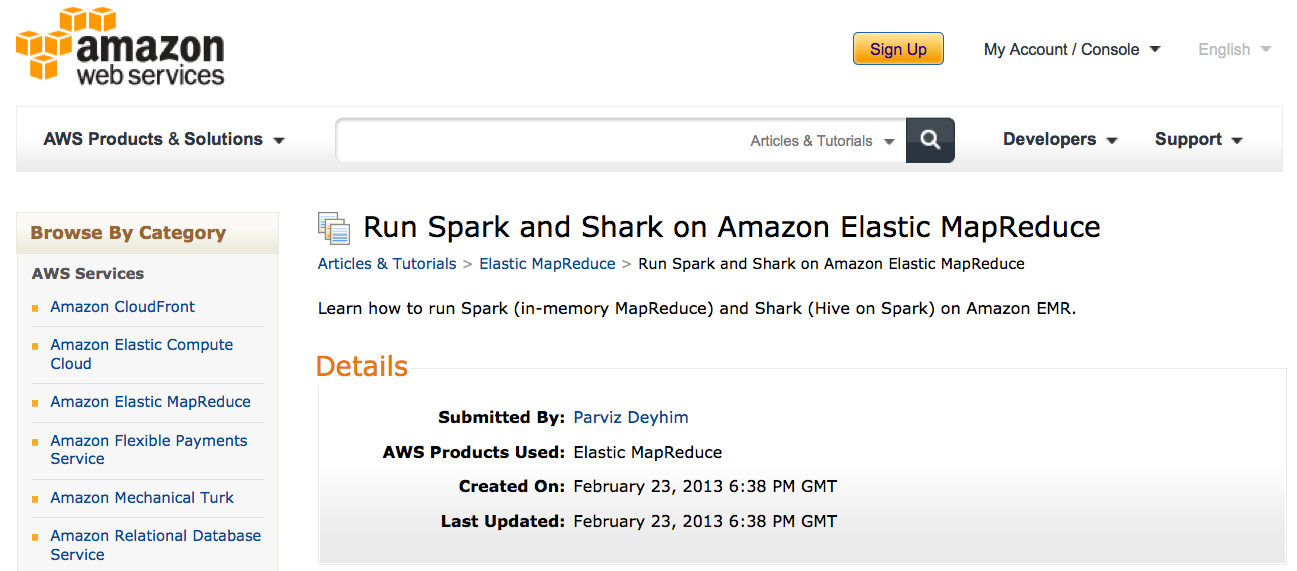 amazon
web services
Sign Up
My Account / Console
English
AWS Products & Solutions
Articles & Tutorials
Developers
Support
Browse By Category
AWS Services
Amazon CloudFront
Amazon Elastic Compute
Cloud
Amazon Elastic MapReduce
Amazon Flexible Payments
Service
Amazon Mechanical Turk
Amazon Relational Database
Service
Run Spark and Shark on Amazon Elastic MapReduce
Articles & Tutorials > Elastic MapReduce > Run Spark and Shark on Amazon Elastic MapReduce
Learn how to run Spark (in-memory MapReduce) and Shark (Hive on Spark) on Amazon EMR.
Details
Submitted By: Parviz Deyhim
AWS Products Used: Elastic MapReduce
Created On: February 23, 2013 6:38 PM GMT
Last Updated: February 23, 2013 6:38 PM GMT